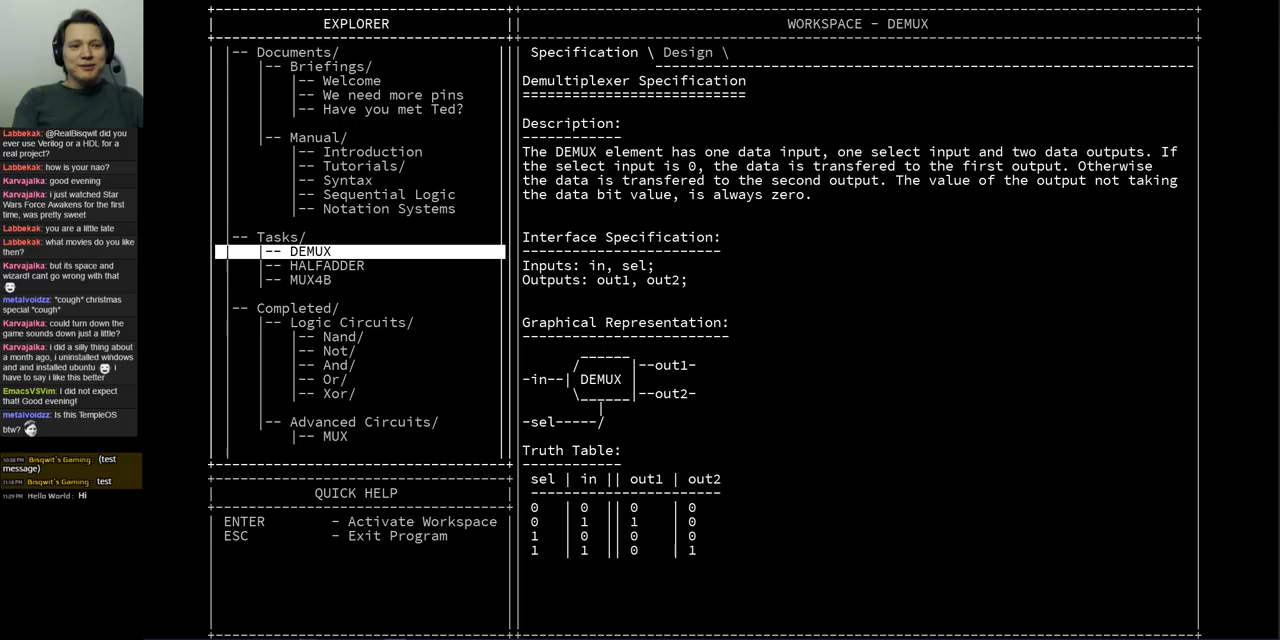 EXPLORER
|-- Documents/
|-- Briefings/
|-- Welcome
|-- We need more pins
|-- Have you met Ted?
|-- Manual/
|-- Introduction
|-- Tutorials/
|-- Syntax
|-- Sequential Logic
|-- Notation Systems
|-- Tasks/
|-- DEMUX
|-- HALFADDER
|-- MUX4B
|-- Completed/
|-- Logic Circuits/
|-- Nand/
|-- Not/
|-- And/
|-- Or/
|-- Xor/
|-- Advanced Circuits/
|-- MUX
QUICK HELP
ENTER - Activate Workspace
ESC - Exit Program
WORKSPACE - DEMUX
Specification \ Design \
Demultiplexer Specification
===========================
Description:
------------
The DEMUX element has one data input, one select input and two data outputs. If
the select input is 0, the data is transfered to the first output. Otherwise
the data is transfered to the second output. The value of the output not taking
the data bit value, is always zero.
Interface Specification:
------------------------
Inputs: in, sel;
Outputs: out1, out2;
Graphical Representation:
-------------------------
|--out1-
-in--| DEMUX |
|--out2-
-sel-----/
Truth Table:
------------
sel | in || out1 | out2
-----------------------
0 | 0 || 0 | 0
0 | 1 || 1 | 0
1 | 0 || 0 | 0
1 | 1 || 0 | 1
Labbekak: @RealBisqwit did you
ever use Verilog or a HDL for a
real project?
Labbekak: how is your nao?
Karvajalka: good evening
Karvajalka: i just watched Star
Wars Force Awakens for the first
time, was pretty sweet
Labbekak: you are a little late
Labbekak: what movies do you like
then?
Karvajalka: but its space and
wizard! cant go wrong with that
metalvoidzz: *cough* christmas
special *cough*
Karvajalka: could turn down the
game sounds down just a little?
Karvajalka: i did a silly thing about
a month ago, i uninstalled windows
and and installed ubuntu i
have to say i like this better
EmacsVSVim: I did not expect
that! Good evening!
metalvoidzz: Is this TempleOS
btw?
10:58 PM Bisqwit's Gaming: (test
message)
11:18 PM Bisqwit's Gaming: test
11:29 PM Hello World: Hi